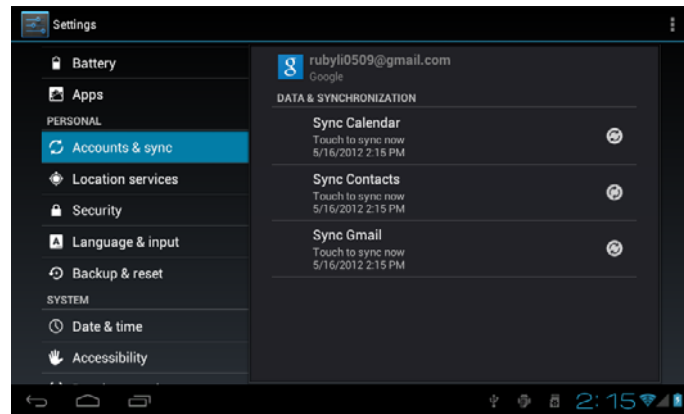 Settings
Battery
Apps
PERSONAL
Accounts & sync
Location services
Security
A Language & input
Backup & reset
SYSTEM
Date & time
Accessibility
g rubyli0509@gmail.com
Google
DATA & SYNCHRONIZATION
Sync Calendar
Touch to sync now
5/16/2012 2:15 PM
Sync Contacts
Touch to sync now
5/16/2012 2:15 PM
Sync Gmail
Touch to sync now
5/16/2012 2:15 PM
2:15